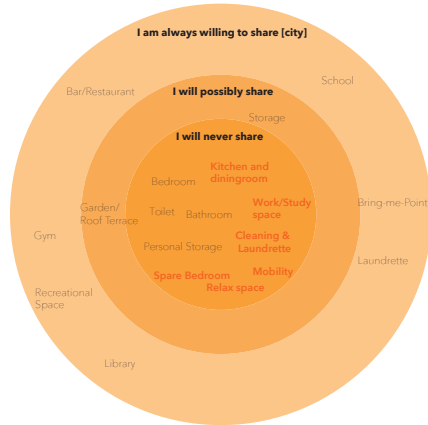 I am always willing to share [city]
School
Bar/Restaurant
I will possibly share
Storage
I will never share
Kitchen and
diningroom
Bedroom
Work/Study
space
Bring-me-Point
Garden/
Roof Terrace
Toilet
Bathroom
Gym
Cleaning &
Laundrette
Personal Storage
Laundrette
Mobility
Spare Bedroom
Relax space
Recreational
Space
Library